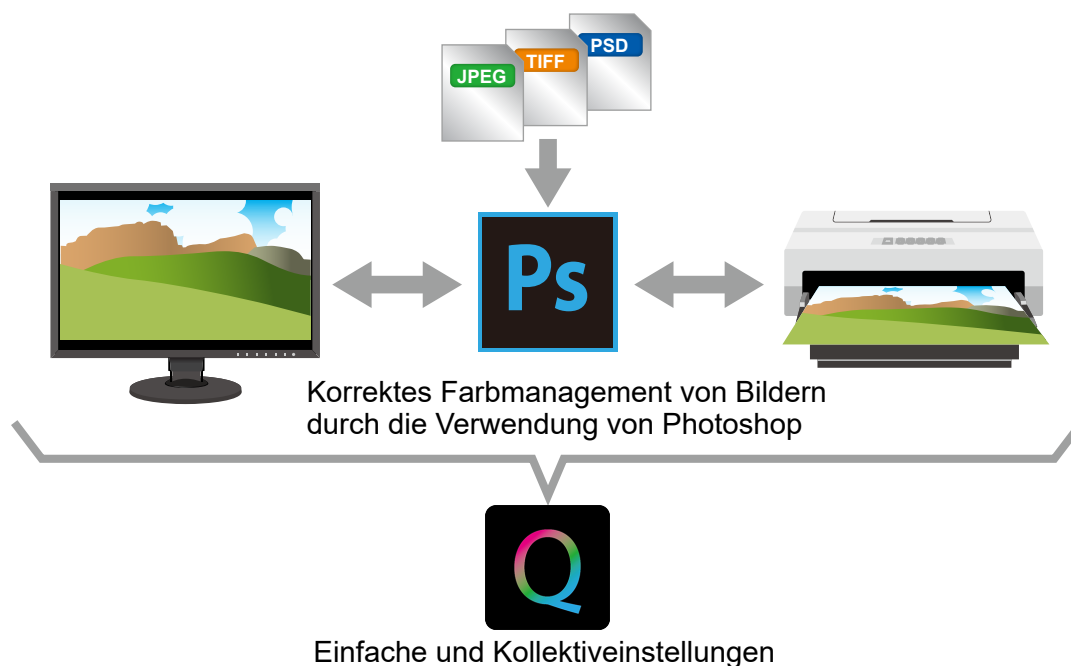 PSD
TIFF
JPEG
Ps
Korrektes Farbmanagement von Bildern
durch die Verwendung von Photoshop
Q
Einfache und Kollektiveinstellungen